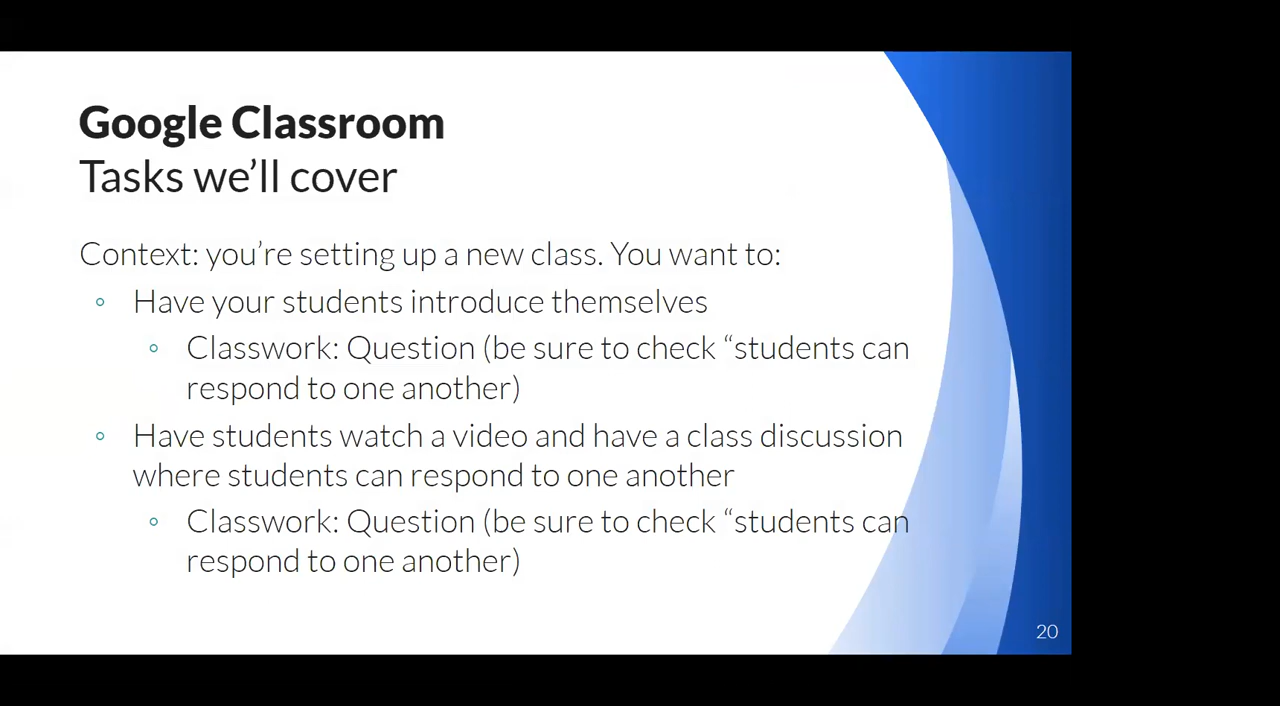 Google Classroom
Tasks we’ll cover
Context: you’re setting up a new class. You want to:
Have your students introduce themselves
Classwork: Question (be sure to check “students can
respond to one another)
Have students watch a video and have a class discussion
where students can respond to one another
Classwork: Question (be sure to check “students can
respond to one another)
20